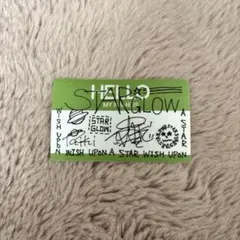 HELLO
MY NAME IS
STARGLOW
STAR
GLOW
WISH UPON
A STAR
WISH UPON A STAR WISH UPON